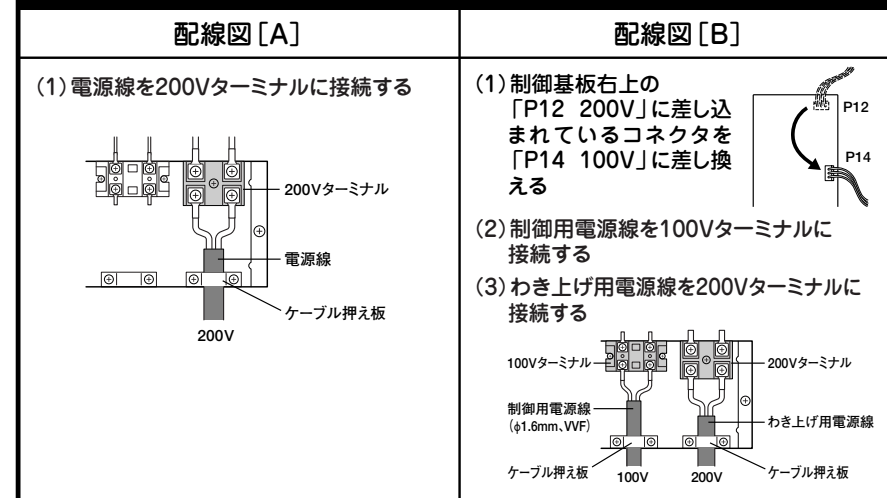 配線図[A]
(1)電源線を200Vターミナルに接続する
200Vターミナル
電源線
ケーブル押え板
200V
配線図[B]
(1)制御基板右上の
「P12 200V」に差し込
まれているコネクタを
「P14 100V」に差し換
える
P12
P14
(2)制御用電源線を100Vターミナルに
接続する
(3)わき上げ用電源線を200Vターミナルに
接続する
100Vターミナル
200Vターミナル
制御用電源線
(φ1.6mm、VVF)
わき上げ用電源線
ケーブル押え板
100V
200V
ケーブル押え板